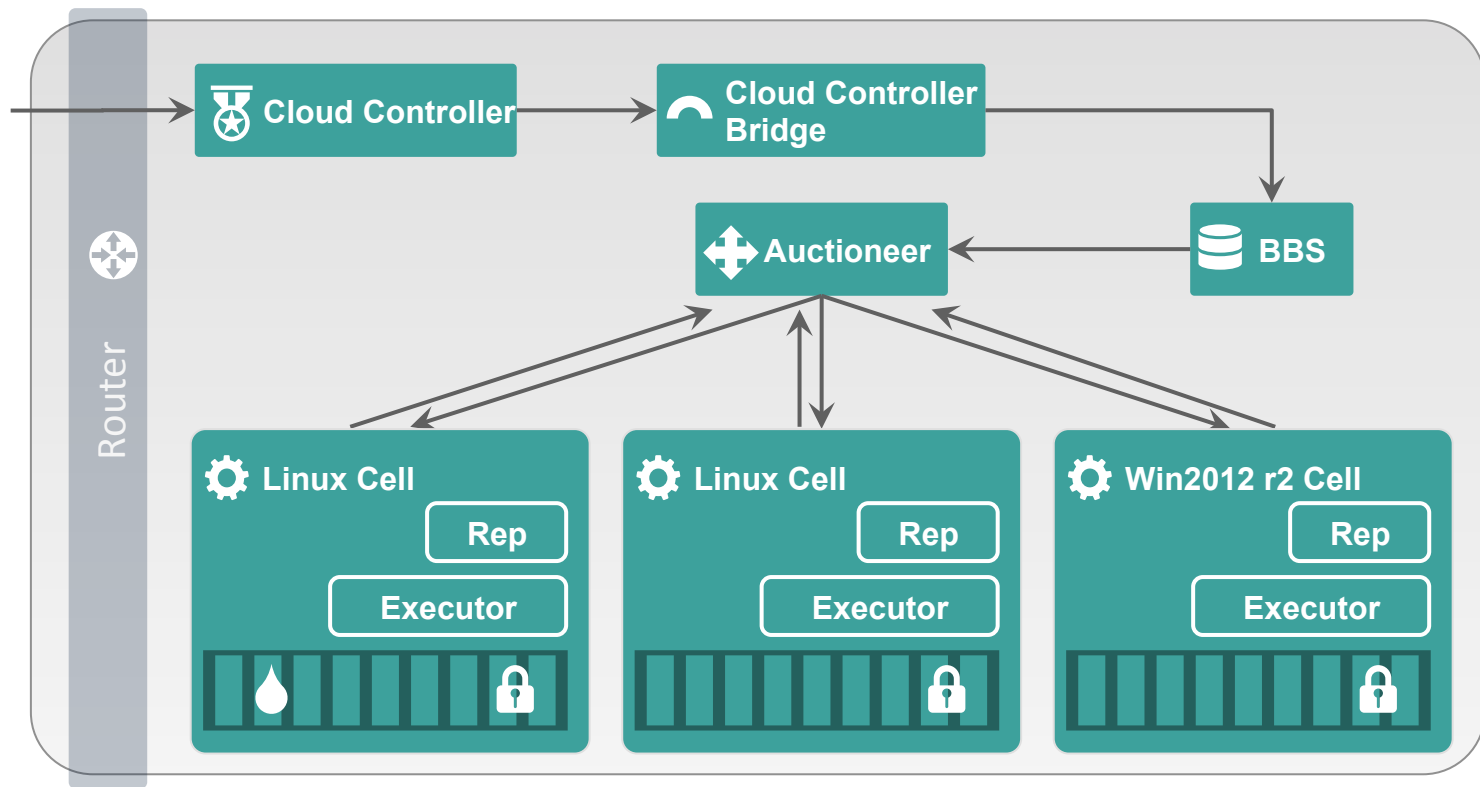 Cloud Controller
Cloud Controller
Bridge
Auctioneer
BBS
Router
Linux Cell
Rep
Executor
Linux Cell
Rep
Executor
Win2012 r2 Cell
Rep
Executor